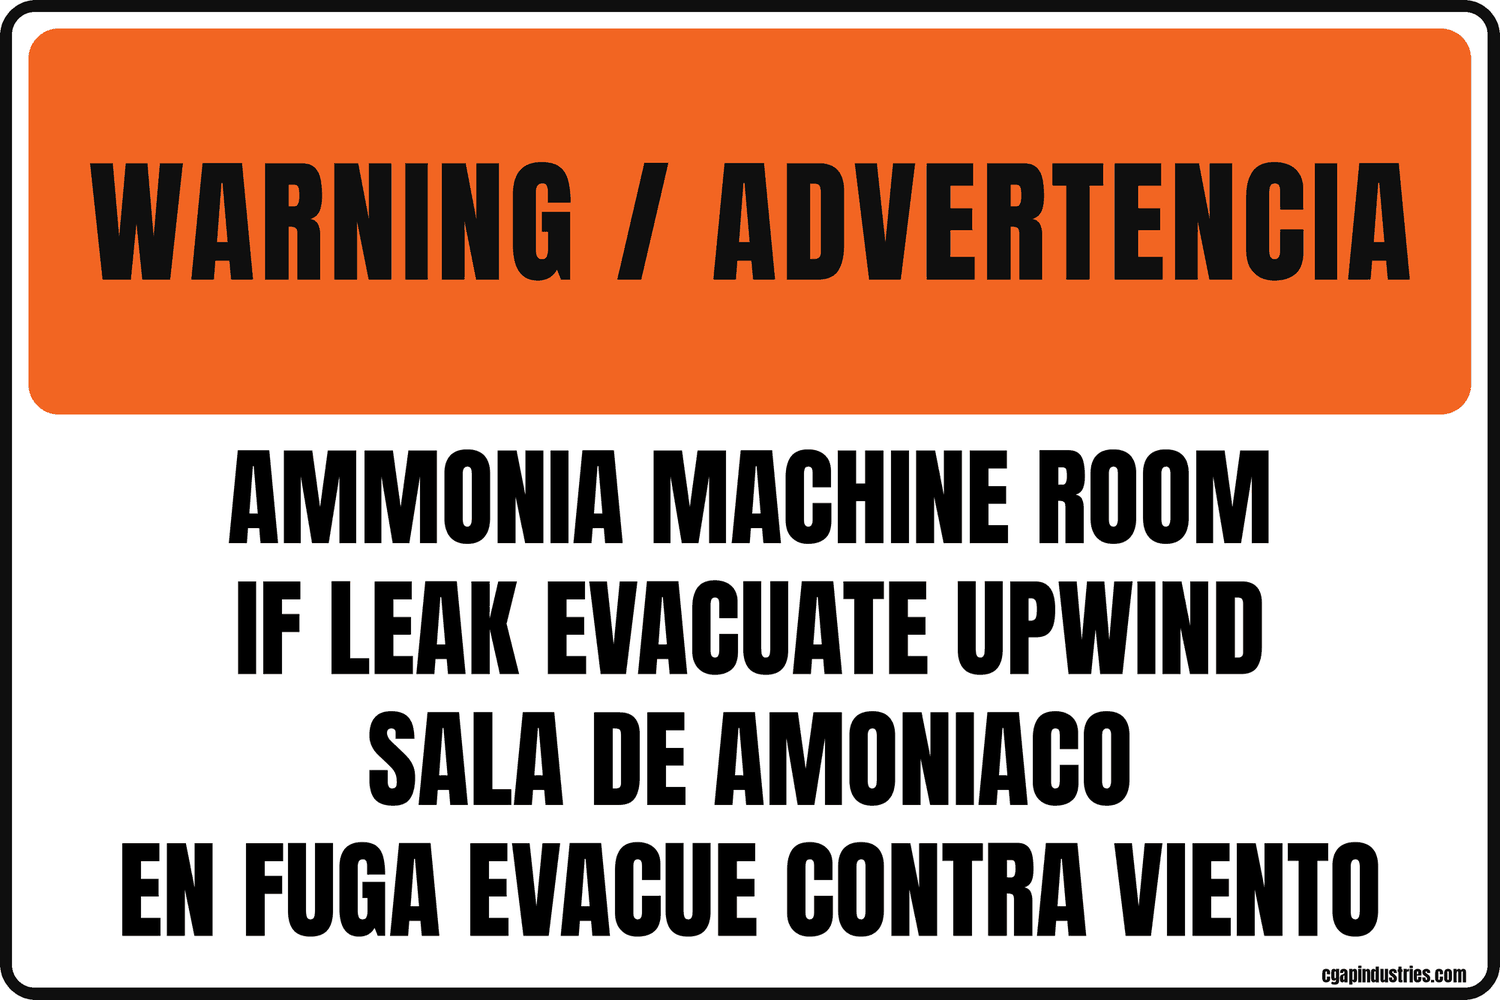 WARNING / ADVERTENCIA
AMMONIA MACHINE ROOM
IF LEAK EVACUATE UPWIND
SALA DE AMONIACO
EN FUGA EVACUE CONTRA VIENTO
cgapindustries.com